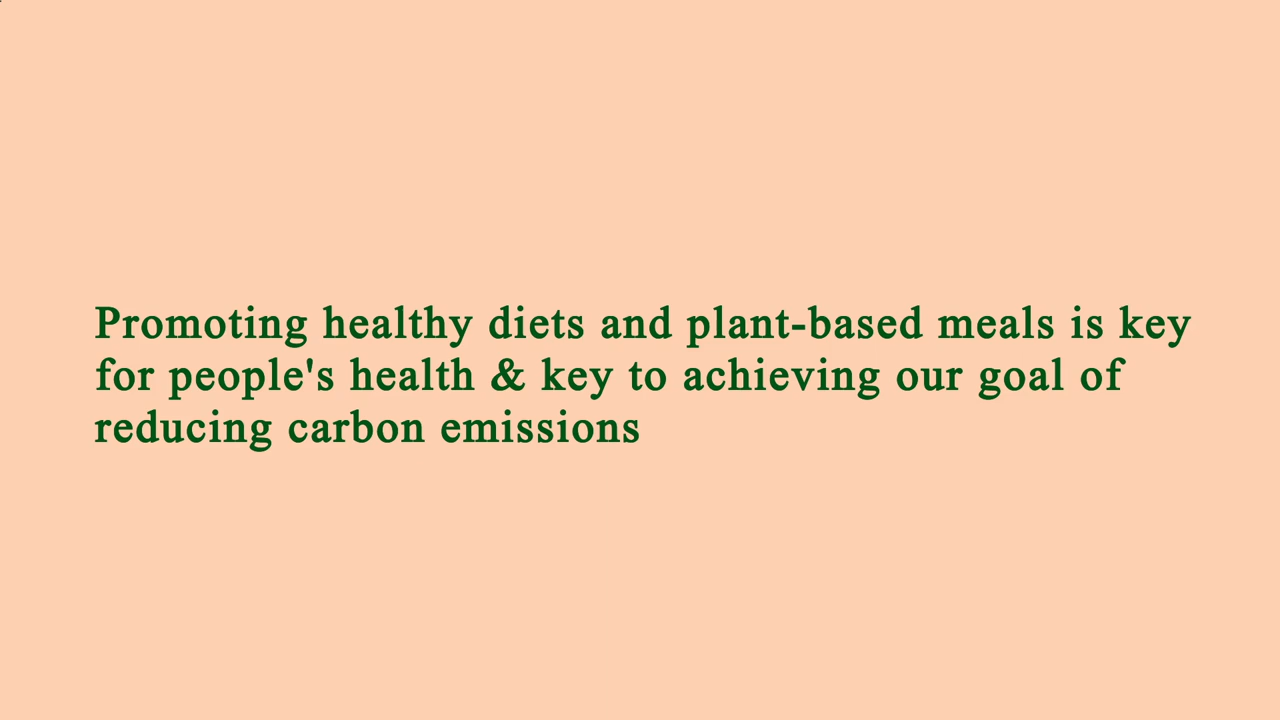 Promoting healthy diets and plant-based meals is key
for people's health & key to achieving our goal of
reducing carbon emissions